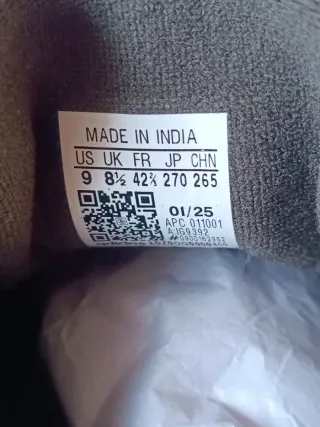 MADE IN INDIA
US UK FR JP CHN
9 8½ 42⅔ 270 265
01/25
APC 011001
A:IG9392